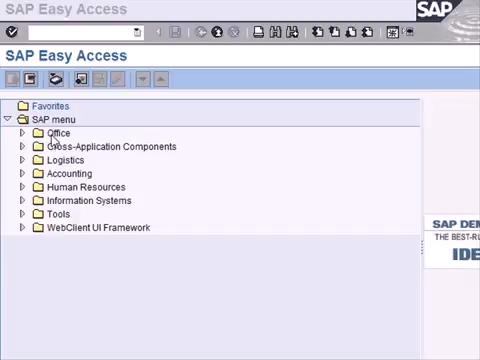 SAP Easy Access
SAP
SAP Easy Access
Favorites
SAP menu
Office
Cross-Application Components
Logistics
Accounting
Human Resources
Information Systems
Tools
WebClient UI Framework
SAP DEM
THE BEST-RU
IDE